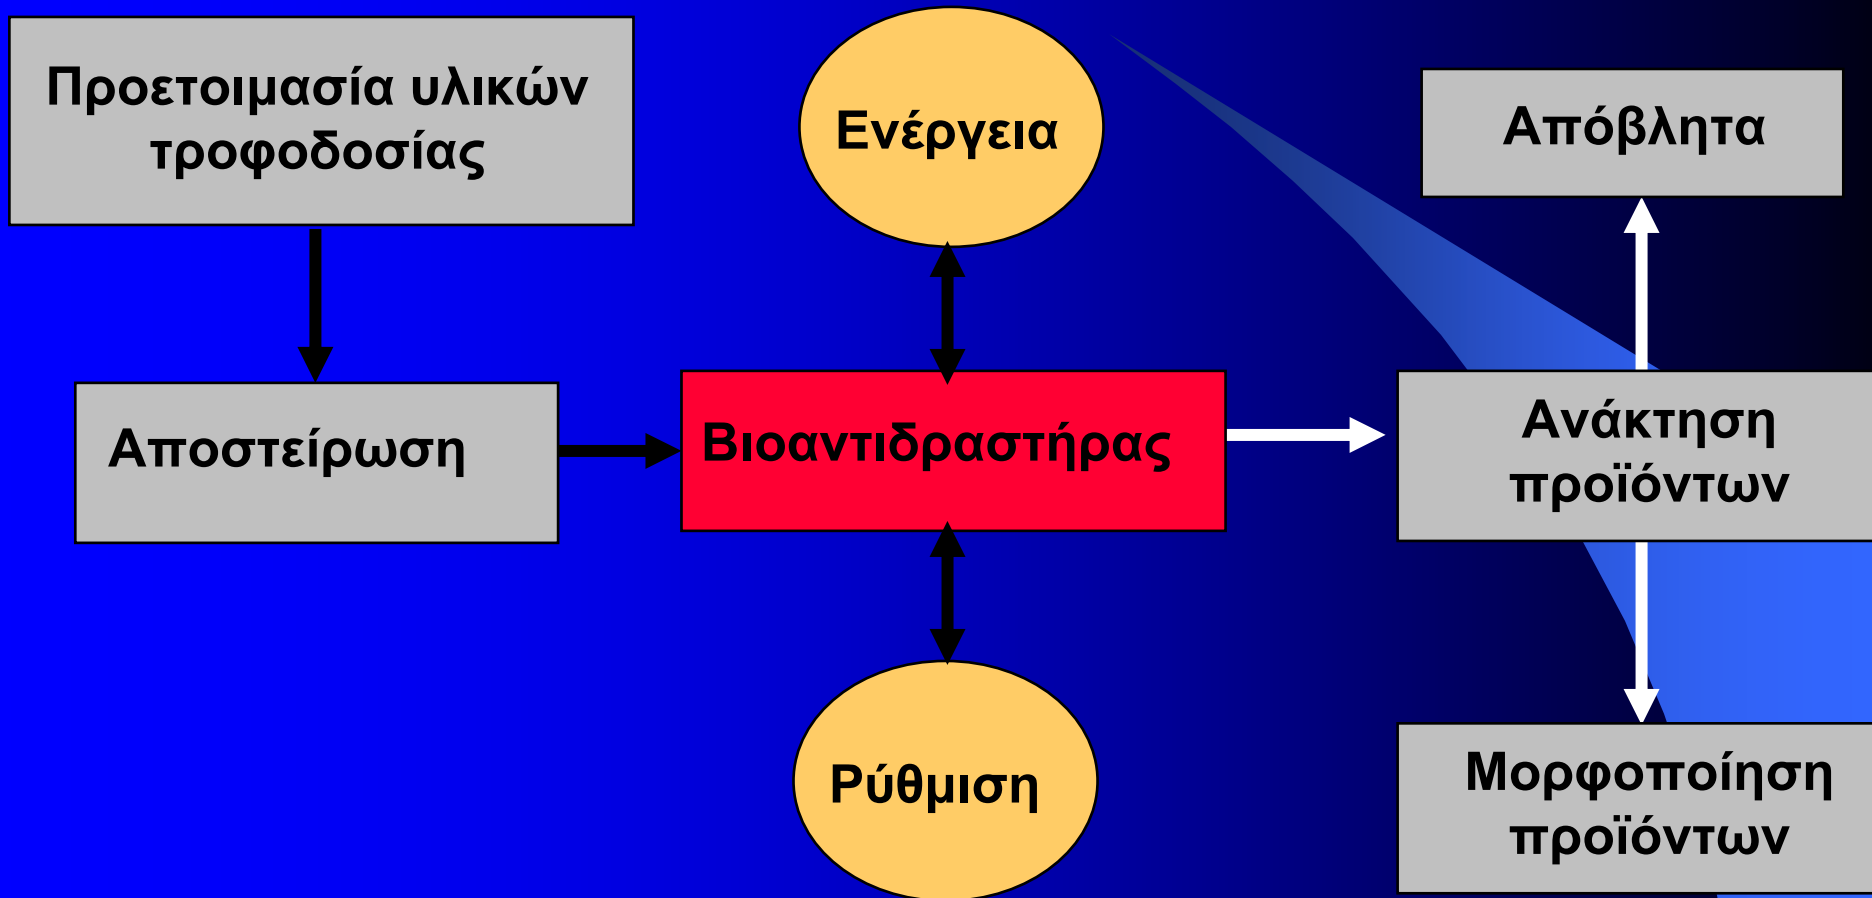 Προετοιμασία υλικών
τροφοδοσίας
Ενέργεια
Απόβλητα
Αποστείρωση
Βιοαντιδραστήρας
Ανάκτηση
προϊόντων
Ρύθμιση
Μορφοποίηση
προϊόντων